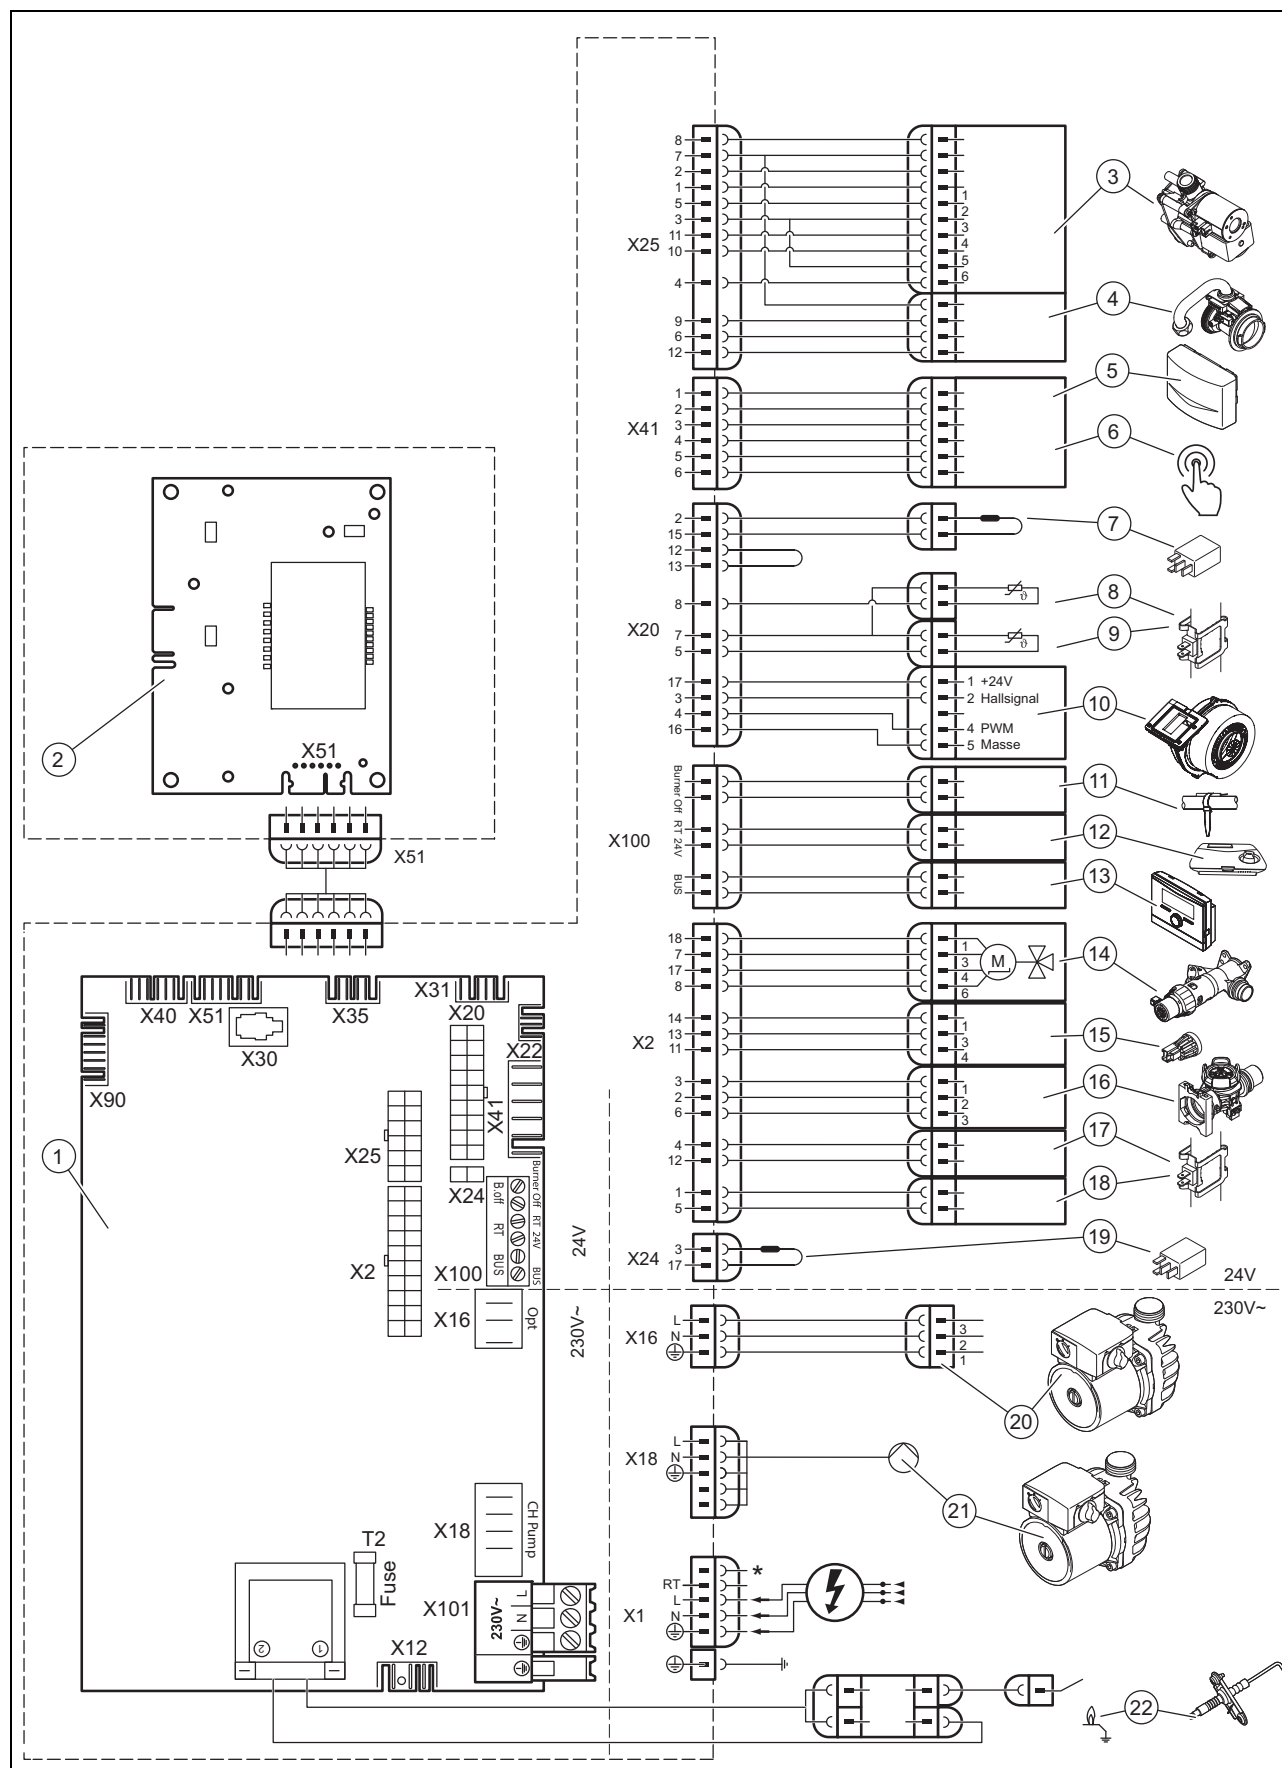 8
7
2
1
5
3
11
10
4
9
6
12
X25
1
2
3
4
5
6
3
4
1
2
3
4
5
6
X41
5
6
2
15
12
13
8
7
5
17
3
4
16
X20
7
8
ϑ
9
ϑ
1 +24V
2 Hallsignal
4 PWM
5 Masse
10
2
X51
X51
Burner Off
RT 24V
BUS
X100
11
12
13
18
7
17
8
14
13
11
3
2
6
4
12
1
5
X2
1
3
4
6
M
14
1
3
4
15
1
2
3
16
17
18
3
17
X24
19
24V
230V~
L
N
X16
3
2
1
20
L
N
X18
21
*
RT
L
N
X1
22
1
X40
X51
X35
X31
X20
X22
X30
X90
X41
X25
X24
X2
X100
B.off
RT
BUS
Burner Off
RT 24V
BUS
24V
X16
Opt
230V~
X18
CH Pump
T2
Fuse
X101
230V~
L
N
X12
2
1